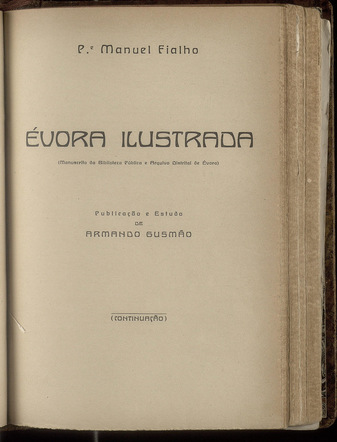 P.e Manuel Fialho
ÉVORA ILUSTRADA
(Manuscrito da Biblioteca Pública e Arquivo Distrital de Évora)
Publicação e Estudo
DE
ARMANDO GUSMÃO
(CONTINUAÇÃO)